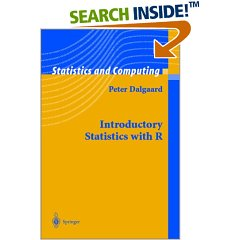 SEARCH INSIDE!™
Statistics and Computing
Peter Dalgaard
Introductory
Statistics with R
Springer